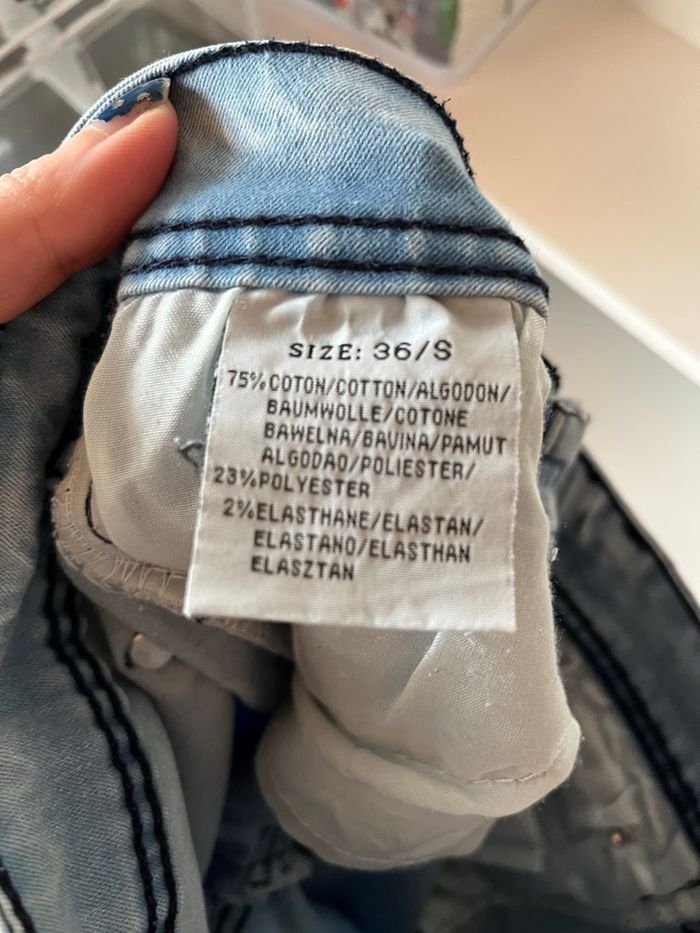 SIZE: 36/S
75%COTON/COTTON/ALGODON/
BAUMWOLLE/COTONE
BAWELNA/BAVINA/PAMUT
ALGODAO/POLIESTER/
23%POLYESTER
2%ELASTHANE/ELASTAN/
ELASTANO/ELASTHAN
ELASZTAN